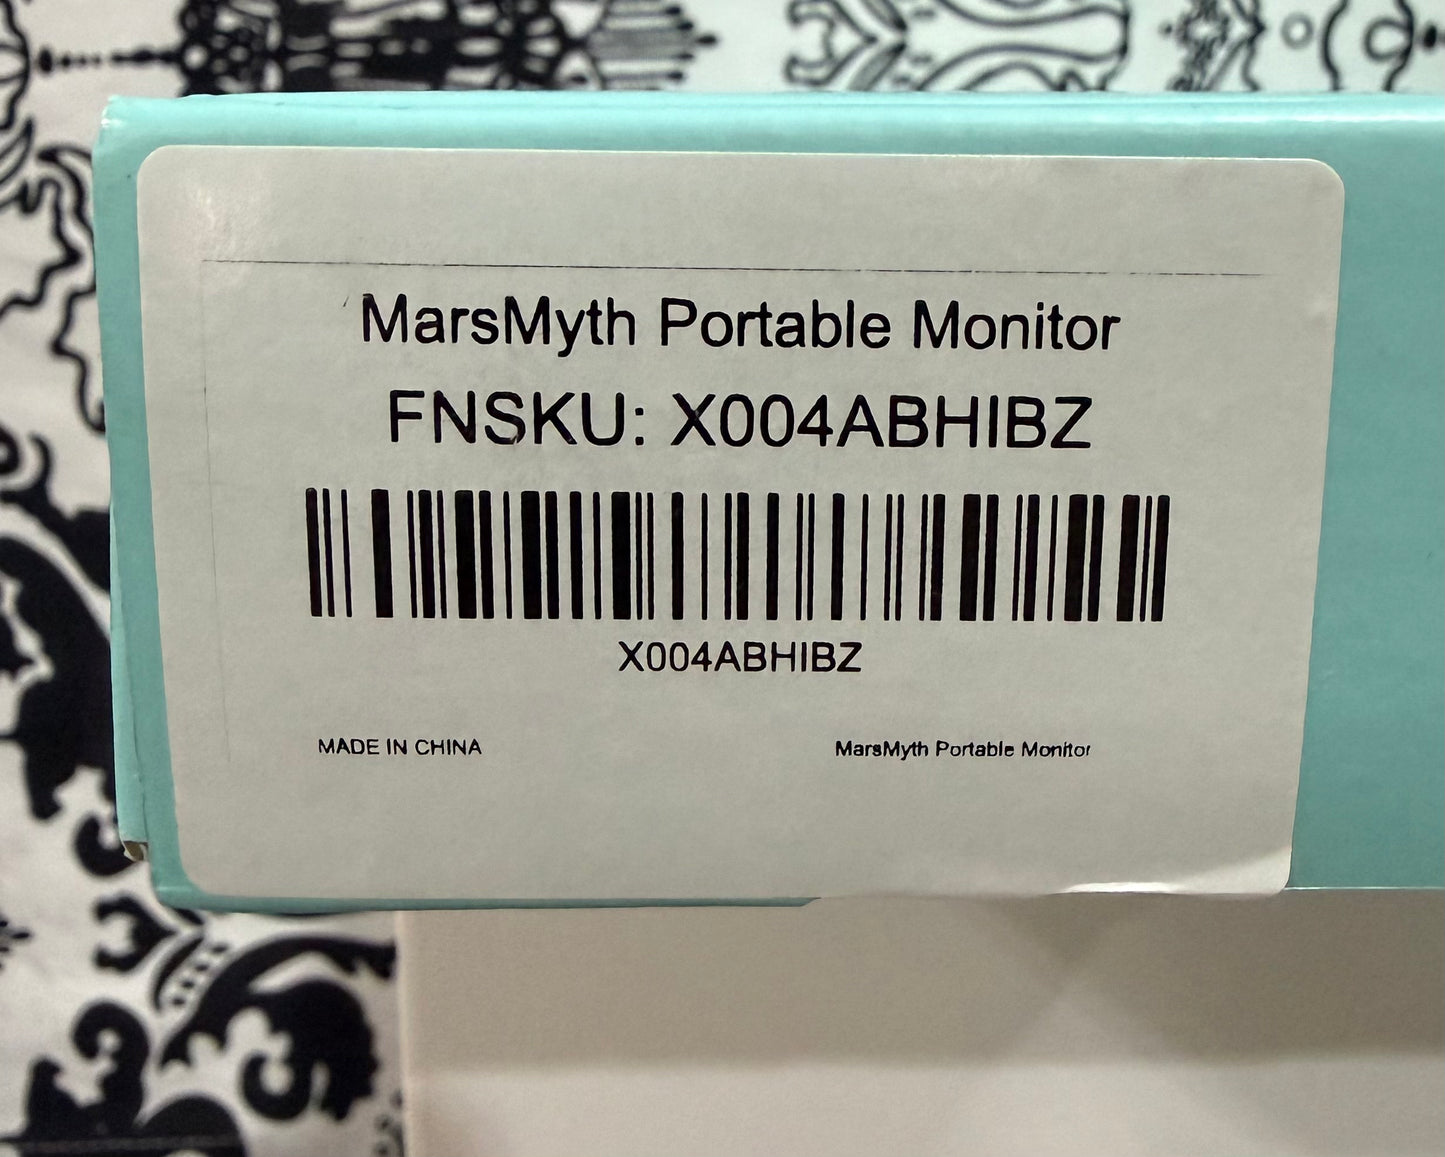 MarsMyth Portable Monitor
FNSKU: X004ABHIBZ
X004ABHIBZ
MADE IN CHINA
MarsMyth Portable Monitor